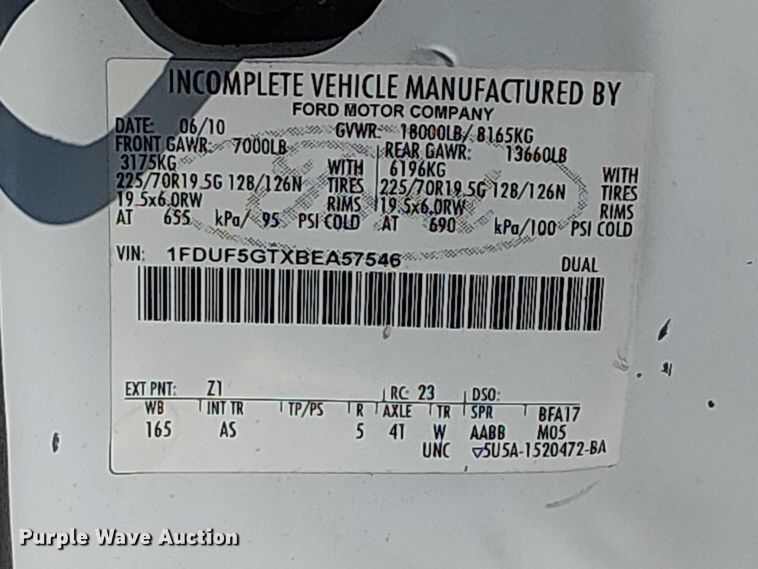 INCOMPLETE VEHICLE MANUFACTURED BY
FORD MOTOR COMPANY
DATE: 06/10 GVWR: 18000LB/ 8165KG
FRONT GAWR: 7000LB REAR GAWR: 13660LB
3175KG WITH 6196KG WITH
225/70R19.5G 128/126N TIRES 225/70R19.5G 128/126N TIRES
19.5x6.0RW RIMS 19.5x6.0RW RIMS
AT 655 kPa/ 95 PSI COLD AT 690 kPa/100 PSI COLD
VIN: 1FDUF5GTXBEA57546 DUAL
EXT PNT: Z1 RC: 23 DSO:
WB INT TR TP/PS R AXLE TR SPR BFA17
165 AS 5 41 W AABB M05
UNC ▽5U5A-1520472-BA
Purple Wave Auction